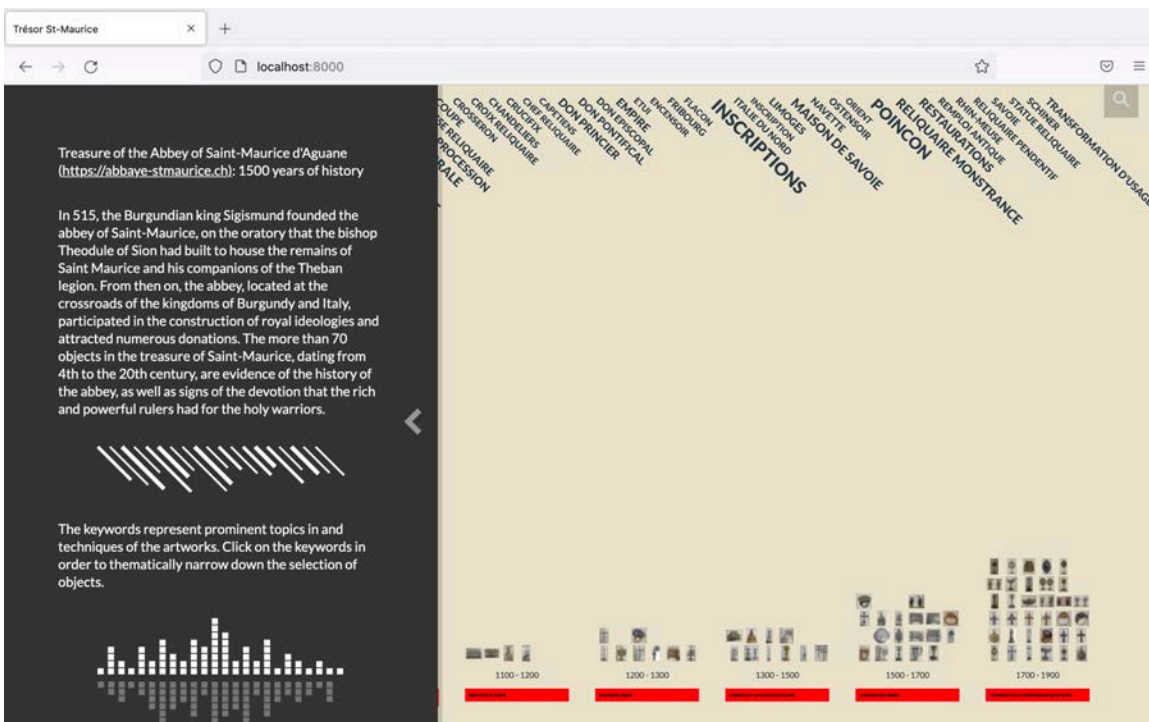 Trésor St-Maurice
localhost:8000
Treasure of the Abbey of Saint-Maurice d'Aguane
(https://abbaye-stmaurice.ch): 1500 years of history
In 515, the Burgundian king Sigismund founded the
abbey of Saint-Maurice, on the oratory that the bishop
Theodule of Sion had built to house the remains of
Saint Maurice and his companions of the Theban
legion. From then on, the abbey, located at the
crossroads of the kingdoms of Burgundy and Italy,
participated in the construction of royal ideologies and
attracted numerous donations. The more than 70
objects in the treasure of Saint-Maurice, dating from
4th to the 20th century, are evidence of the history of
the abbey, as well as signs of the devotion that the rich
and powerful rulers had for the holy warriors.
The keywords represent prominent topics in and
techniques of the artworks. Click on the keywords in
order to thematically narrow down the selection of
objects.
RALE
PROCESSION
SE RELIQUAIRE
COUPE
CROSSERON
CROIX RELIQUAIRE
CHANDELIERS
CRUCIFIX
CHEF RELIQUAIRE
CAPETIENS
DON PRINCIER
DON PONTIFICAL
DON EPISCOPAL
EMPIRE
ETUI
ENCENSOIR
FRIBOURG
FLACON
INSCRIPTIONS
ITALIE DU NORD
INSCRIPTION
LIMOGES
MAISON DE SAVOIE
NAVETTE
OSTENSOIR
ORIENT
POINCON
RELIQUAIRE MONSTRANCE
RESTAURATIONS
REMPLOI ANTIQUE
RHIN-MEUSE
RELIQUAIRE PENDENTIF
SAVOIE
STATUE RELIQUAIRE
SCHINER
TRANSFORMATION D'USAGE
1100 - 1200
1200 - 1300
1300 - 1500
1500 - 1700
1700 - 1900